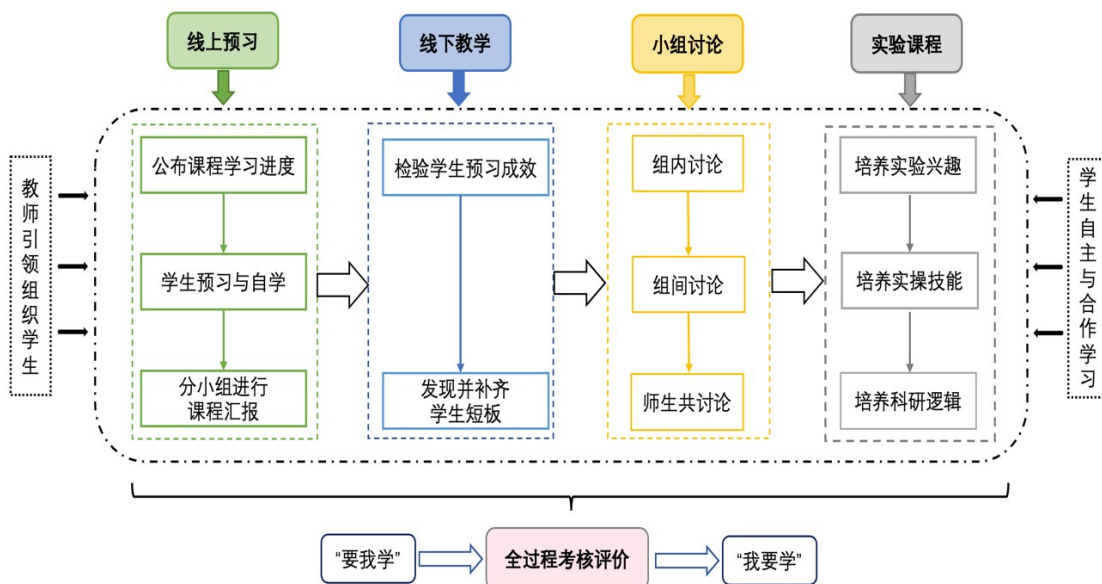 线上预习
线下教学
小组讨论
实验课程
教师引领组织学生
公布课程学习进度
学生预习与自学
分小组进行
课程汇报
检验学生预习成效
发现并补齐
学生短板
组内讨论
组间讨论
师生共讨论
培养实验兴趣
培养实操技能
培养科研逻辑
学生自主与合作学习
“要我学”
全过程考核评价
“我要学”